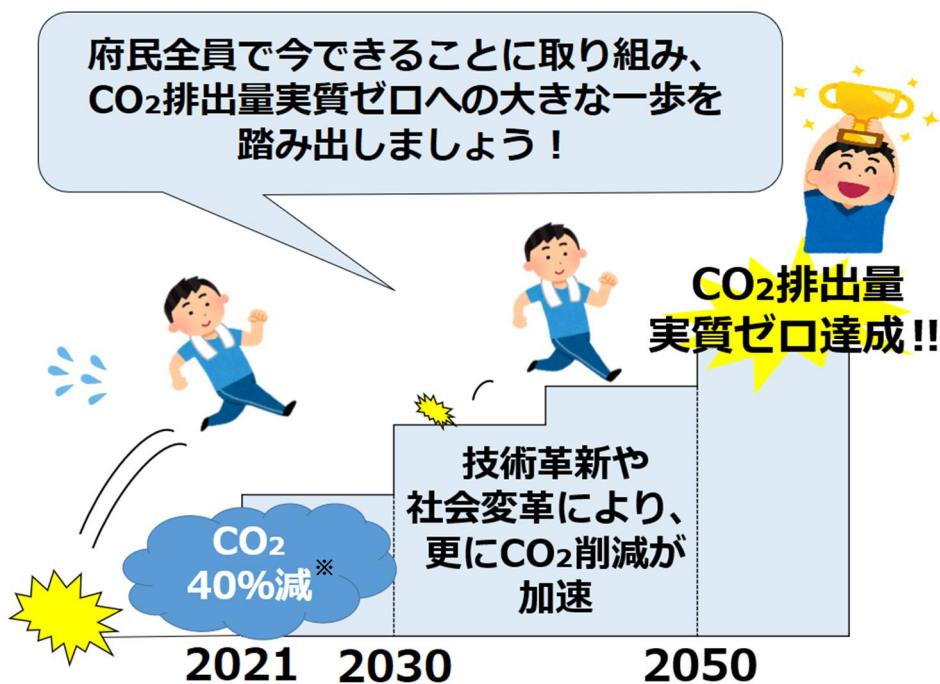 府民全員で今できることに取り組み、
CO₂排出量実質ゼロへの大きな一歩を
踏み出しましょう！
CO₂排出量
実質ゼロ達成!!
技術革新や
社会変革により、
更にCO₂削減が
加速
CO₂
40%減※
2021 2030 2050